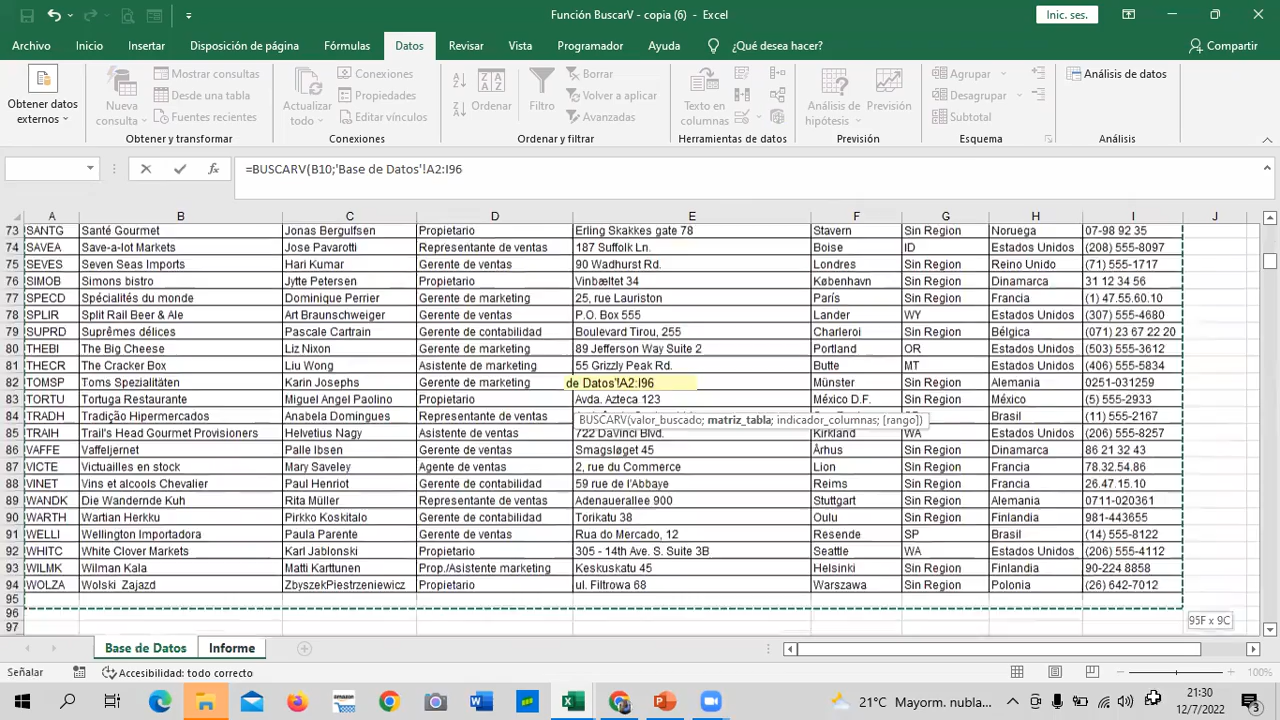 Función BuscarV - copia (6) - Excel
Inic. ses.
Archivo Inicio Insertar Disposición de página Fórmulas Datos Revisar Vista Programador Ayuda ¿Qué desea hacer? Compartir
Obtener datos externos
Nueva consulta
Mostrar consultas
Desde una tabla
Fuentes recientes
Obtener y transformar
Actualizar todo
Conexiones
Propiedades
Editar vínculos
Conexiones
Ordenar
Filtro
Borrar
Volver a aplicar
Avanzadas
Ordenar y filtrar
Texto en columnas
Herramientas de datos
Análisis de hipótesis
Previsión
Previsión
Agrupar
Desagrupar
Subtotal
Esquema
Análisis de datos
Análisis
=BUSCARV(B10;'Base de Datos'!A2:I96
A B C D E F G H I J
73 SANTG Santé Gourmet Jonas Bergulfsen Propietario Erling Skakkes gate 78 Stavern Sin Region Noruega 07-98 92 35
74 SAVEA Save-a-lot Markets Jose Pavarotti Representante de ventas 187 Suffolk Ln. Boise ID Estados Unidos (208) 555-8097
75 SEVES Seven Seas Imports Hari Kumar Gerente de ventas 90 Wadhurst Rd. Londres Sin Region Reino Unido (71) 555-1717
76 SIMOB Simons bistro Jytte Petersen Propietario Vinbæltet 34 København Sin Region Dinamarca 31 12 34 56
77 SPECD Spécialités du monde Dominique Perrier Gerente de marketing 25, rue Lauriston París Sin Region Francia (1) 47.55.60.10
78 SPLIR Split Rail Beer & Ale Art Braunschweiger Gerente de ventas P.O. Box 555 Lander WY Estados Unidos (307) 555-4680
79 SUPRD Suprêmes délices Pascale Cartrain Gerente de contabilidad Boulevard Tirou, 255 Charleroi Sin Region Bélgica (071) 23 67 22 20
80 THEBI The Big Cheese Liz Nixon Gerente de marketing 89 Jefferson Way Suite 2 Portland OR Estados Unidos (503) 555-3612
81 THECR The Cracker Box Liu Wong Asistente de marketing 55 Grizzly Peak Rd. Butte MT Estados Unidos (406) 555-5834
82 TOMSP Toms Spezialitäten Karin Josephs Gerente de marketing de Datos'!A2:I96 Münster Sin Region Alemania 0251-031259
83 TORTU Tortuga Restaurante Miguel Angel Paolino Propietario Avda. Azteca 123 México D.F. Sin Region México (5) 555-2933
84 TRADH Tradição Hipermercados Anabela Domingues Representante de ventas Brasil (11) 555-2167
BUSCARV(valor_buscado; matriz_tabla; indicador_columnas; [rango])
85 TRAIH Trail's Head Gourmet Provisioners Helvetius Nagy Asistente de ventas 722 DaVinci Blvd. Kirkland WA Estados Unidos (206) 555-8257
86 VAFFE Vaffeljernet Palle Ibsen Gerente de ventas Smagsløget 45 Århus Sin Region Dinamarca 86 21 32 43
87 VICTE Victuailles en stock Mary Saveley Agente de ventas 2, rue du Commerce Lion Sin Region Francia 78.32.54.86
88 VINET Vins et alcools Chevalier Paul Henriot Gerente de ventas 59 rue de l'Abbaye Reims Sin Region Francia 26.47.15.10
89 WANDK Die Wandernde Kuh Rita Müller Representante de ventas Adenauerallee 900 Stuttgart Sin Region Alemania 0711-020361
90 WARTH Wartian Herkku Pirkko Koskitalo Gerente de contabilidad Torikatu 38 Oulu Sin Region Finlandia 981-443655
91 WELLI Wellington Importadora Paula Parente Gerente de ventas Rua do Mercado, 12 Resende SP Brasil (14) 555-8122
92 WHITC White Clover Markets Karl Jablonski Propietario 305 - 14th Ave. S. Suite 3B Seattle WA Estados Unidos (206) 555-4112
93 WILMK Wilman Kala Matti Karttunen Prop./Asistente marketing Keskuskatu 45 Helsinki Sin Region Finlandia 90-224 8858
94 WOLZA Wolski Zajazd ZbyszekPiestrzeniewicz Propietario ul. Filtrowa 68 Warszawa Sin Region Polonia (26) 642-7012
95
96
97
95F x 9C
Base de Datos Informe
Señalar Accesibilidad: todo correcto 100%
21°C Mayorm. nubla... 21:30
12/7/2022
3